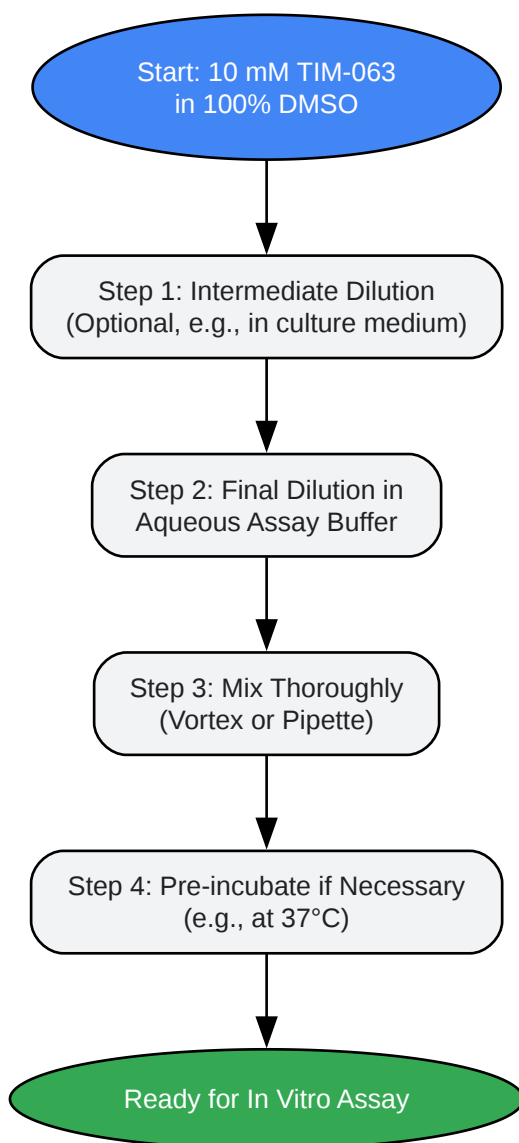 Start: 10 mM TIM-063
in 100% DMSO
Step 1: Intermediate Dilution
(Optional, e.g., in culture medium)
Step 2: Final Dilution in
Aqueous Assay Buffer
Step 3: Mix Thoroughly
(Vortex or Pipette)
Step 4: Pre-incubate if Necessary
(e.g., at 37°C)
Ready for In Vitro Assay